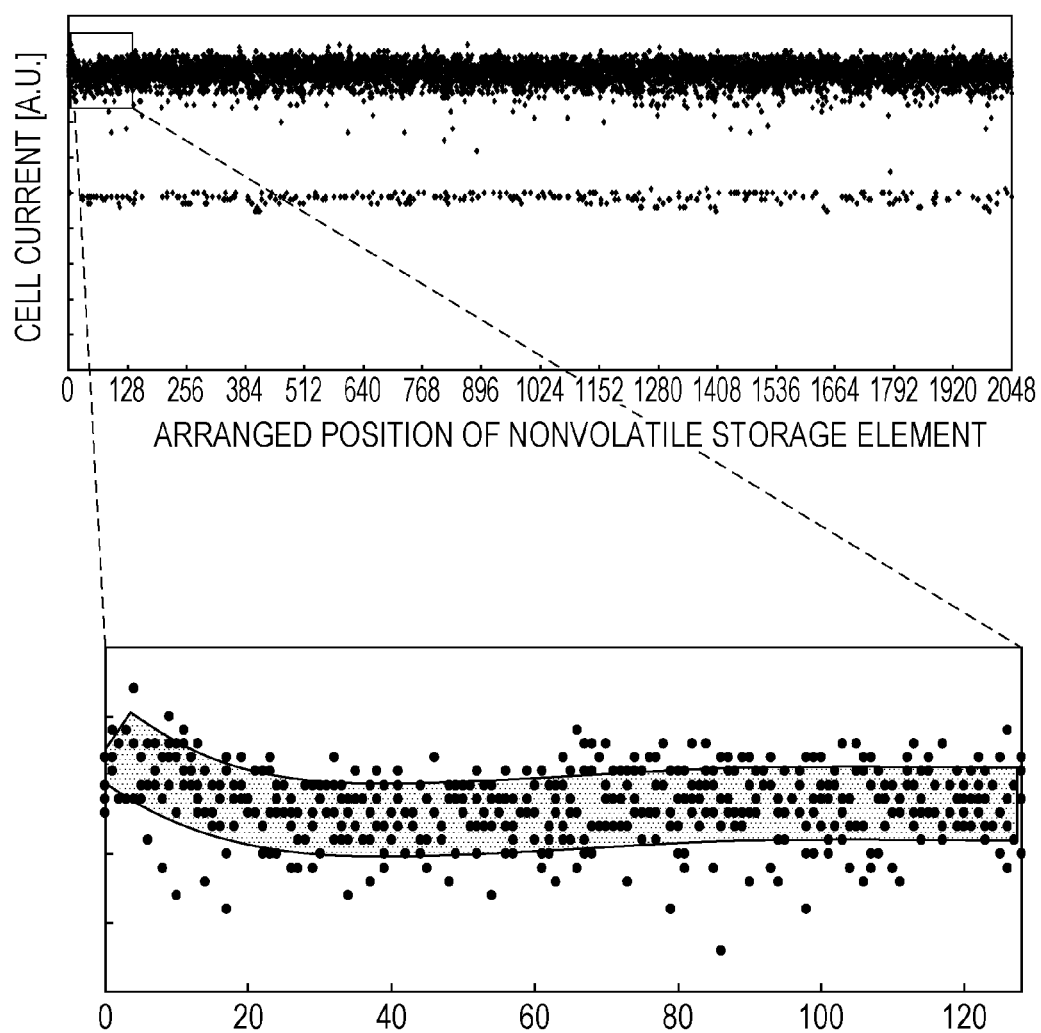 CELL CURRENT [A.U.]
0 128 256 384 512 640 768 896 1024 1152 1280 1408 1536 1664 1792 1920 2048
ARRANGED POSITION OF NONVOLATILE STORAGE ELEMENT
0 20 40 60 80 100 120